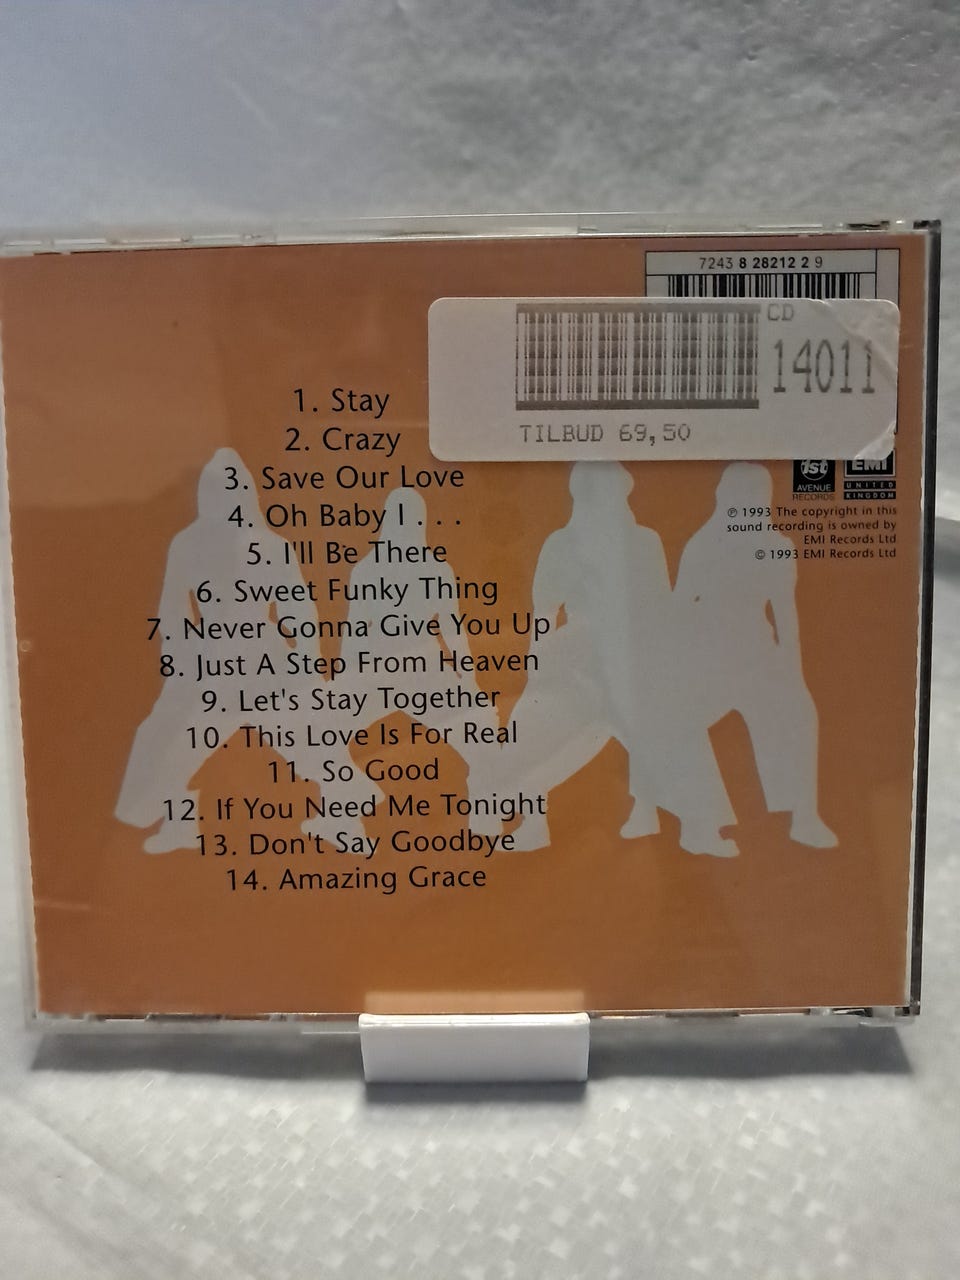 7243 8 28212 2 9
CD
14011
TILBUD 69,50
1. Stay
2. Crazy
3. Save Our Love
4. Oh Baby I . . .
5. I'll Be There
6. Sweet Funky Thing
7. Never Gonna Give You Up
8. Just A Step From Heaven
9. Let's Stay Together
10. This Love Is For Real
11. So Good
12. If You Need Me Tonight
13. Don't Say Goodbye
14. Amazing Grace
1st
AVENUE
RECORDS
EMI
UNITED
KINGDOM
℗ 1993 The copyright in this
sound recording is owned by
EMI Records Ltd
© 1993 EMI Records Ltd